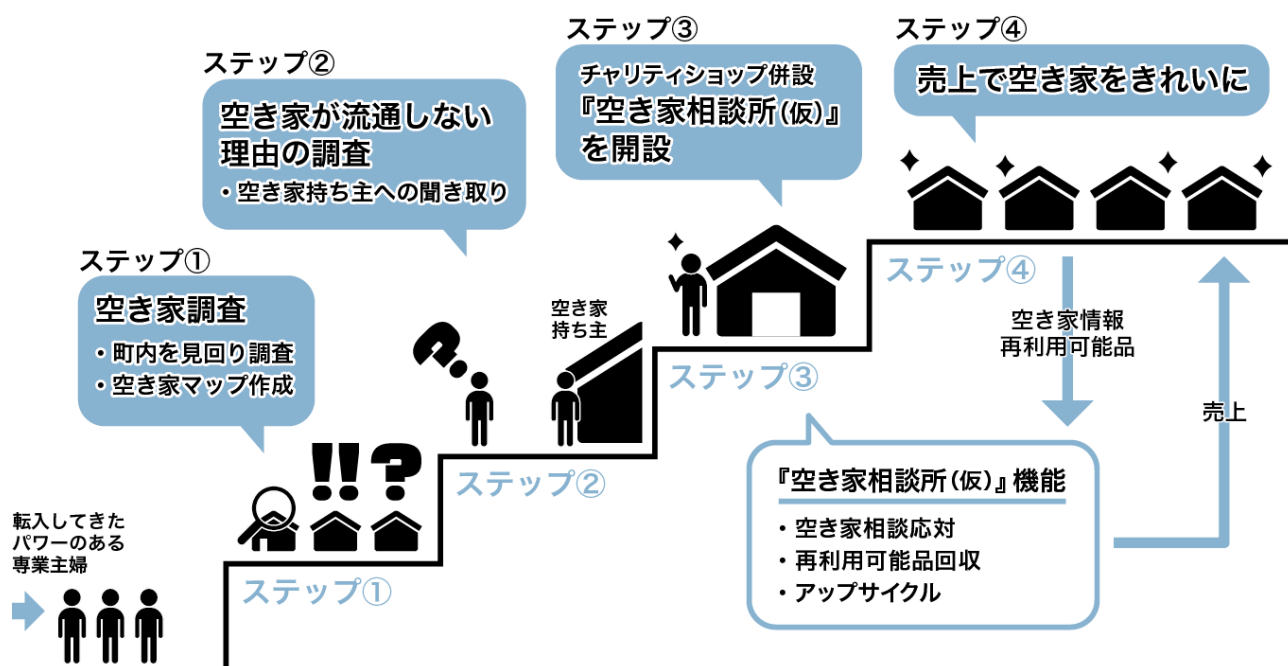 転入してきた
パワーのある
専業主婦
ステップ①
空き家調査
・町内を見回り調査
・空き家マップ作成
!!
?
ステップ①
ステップ②
空き家が流通しない
理由の調査
・空き家持ち主への聞き取り
?
空き家
持ち主
ステップ②
ステップ③
チャリティショップ併設
『空き家相談所(仮)』
を開設
ステップ③
ステップ④
売上で空き家をきれいに
ステップ④
空き家情報
再利用可能品
売上
『空き家相談所(仮)』機能
・空き家相談応対
・再利用可能品回収
・アップサイクル